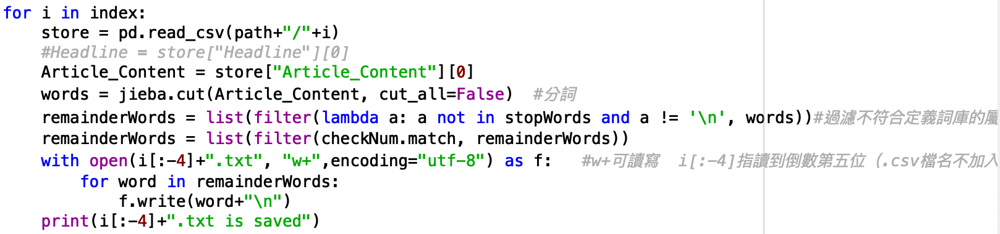 for i in index:
    store = pd.read_csv(path+"/"+i)
    #Headline = store["Headline"][0]
    Article_Content = store["Article_Content"][0]
    words = jieba.cut(Article_Content, cut_all=False)  #分詞
    remainderWords = list(filter(lambda a: a not in stopWords and a != '\n', words))#過濾不符合定義詞庫的屬
    remainderWords = list(filter(checkNum.match, remainderWords))
    with open(i[:-4]+".txt", "w+",encoding="utf-8") as f:   #w+可讀寫  i[:-4]指讀到倒數第五位（.csv檔名不加入
        for word in remainderWords:
            f.write(word+"\n")
    print(i[:-4]+".txt is saved")